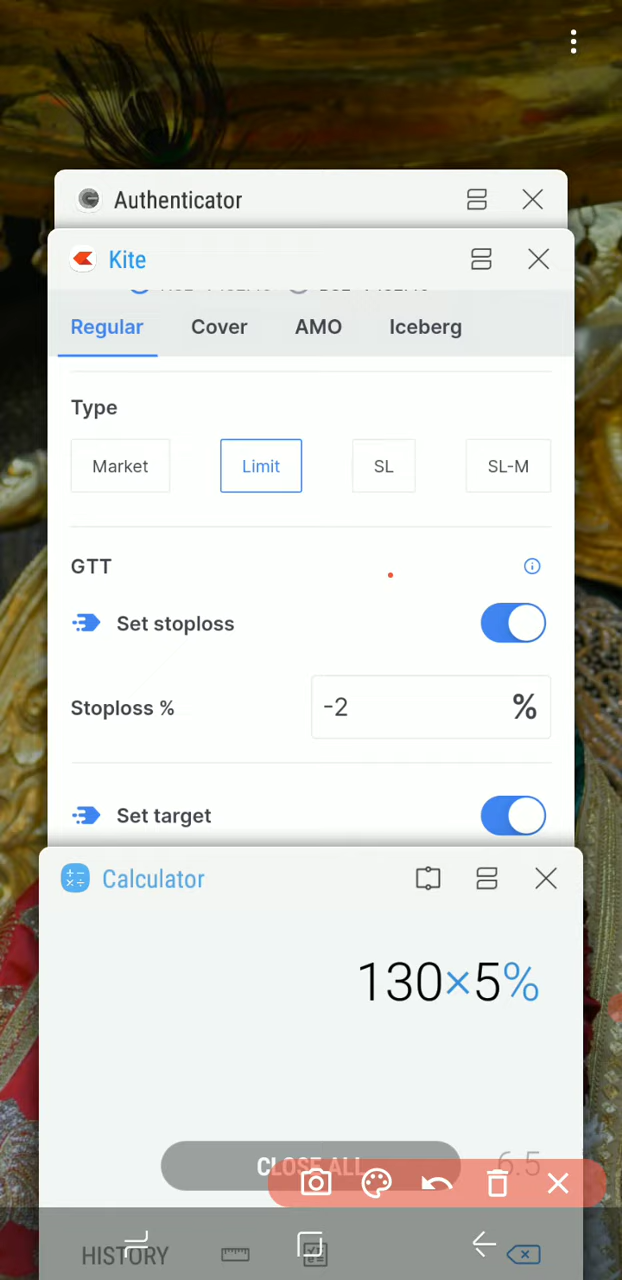 Authenticator
Kite
Regular Cover AMO Iceberg
Type
Market Limit SL SL-M
GTT
Set stoploss
Stoploss % -2 %
Set target
Calculator
130×5%
CLOSE ALL
6.5
HISTORY